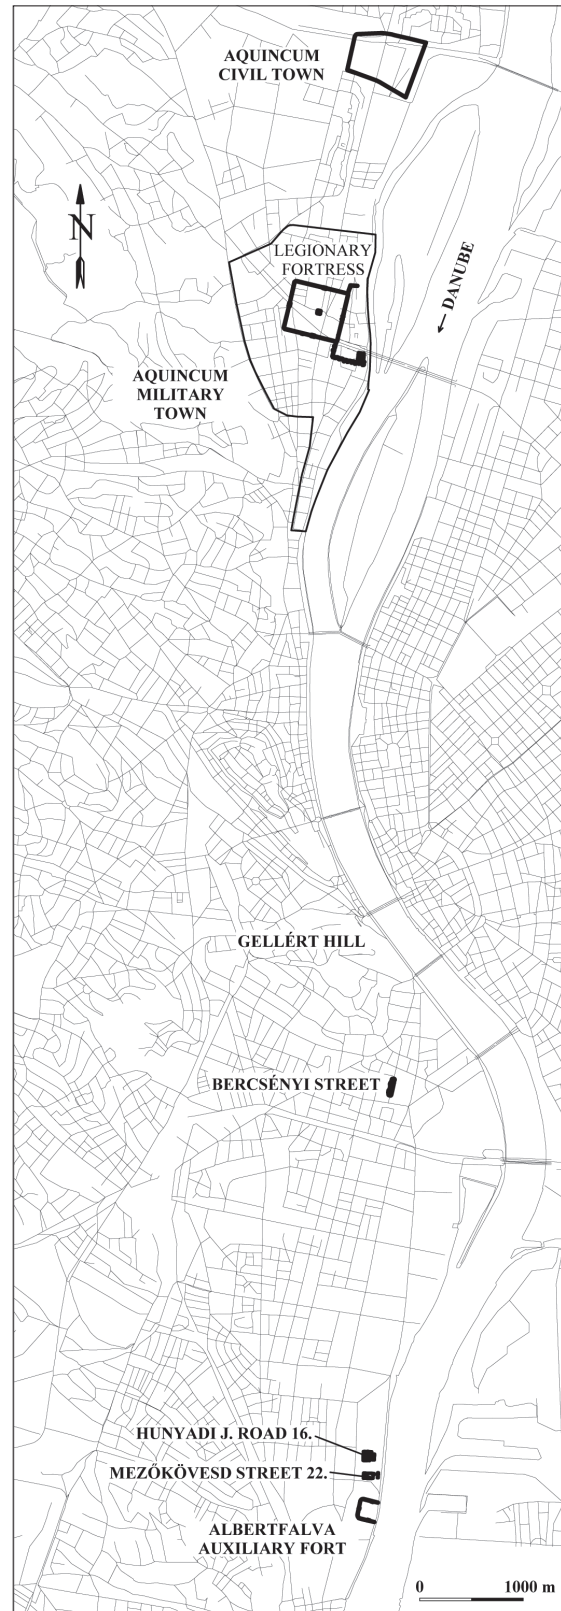 AQUINCUM
CIVIL TOWN
N
LEGIONARY
FORTRESS
← DANUBE
AQUINCUM
MILITARY
TOWN
GELLÉRT HILL
BERCSÉNYI STREET
HUNYADI J. ROAD 16.
MEZŐKÖVESD STREET 22.
ALBERTFALVA
AUXILIARY FORT
0 1000 m